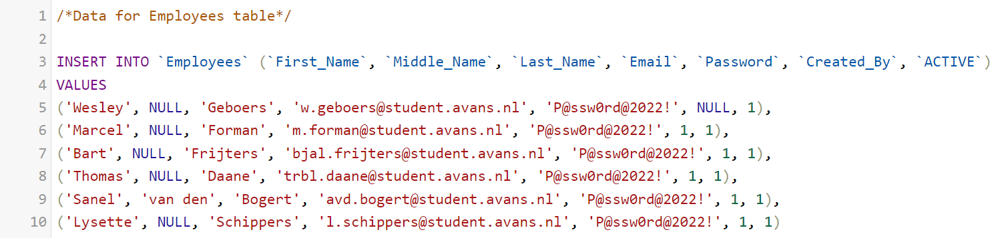 1 /*Data for Employees table*/
2
3 INSERT INTO `Employees` (`First_Name`, `Middle_Name`, `Last_Name`, `Email`, `Password`, `Created_By`, `ACTIVE`)
4 VALUES
5 ('Wesley', NULL, 'Geboers', 'w.geboers@student.avans.nl', 'P@ssw0rd@2022!', NULL, 1),
6 ('Marcel', NULL, 'Forman', 'm.forman@student.avans.nl', 'P@ssw0rd@2022!', 1, 1),
7 ('Bart', NULL, 'Frijters', 'bjal.frijters@student.avans.nl', 'P@ssw0rd@2022!', 1, 1),
8 ('Thomas', NULL, 'Daane', 'trbl.daane@student.avans.nl', 'P@ssw0rd@2022!', 1, 1),
9 ('Sanel', 'van den', 'Bogert', 'avd.bogert@student.avans.nl', 'P@ssw0rd@2022!', 1, 1),
10 ('Lysette', NULL, 'Schippers', 'l.schippers@student.avans.nl', 'P@ssw0rd@2022!', 1, 1)